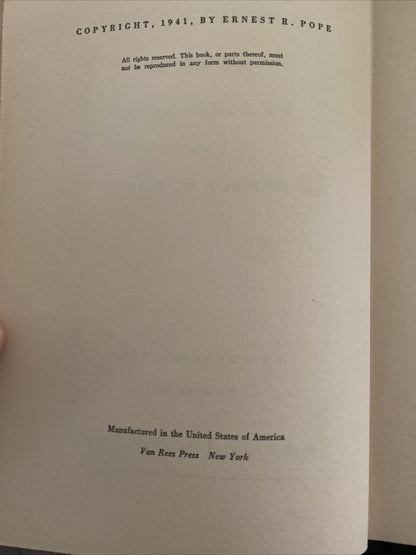 COPYRIGHT, 1941, BY ERNEST R. POPE
All rights reserved. This book, or parts thereof, must
not be reproduced in any form without permission.
Manufactured in the United States of America
Van Rees Press New York